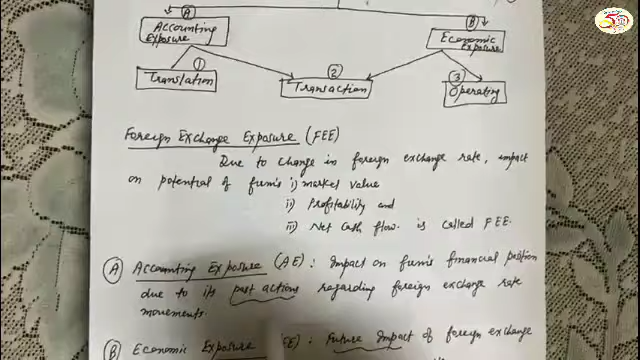 (A)
(B)
Accounting Exposure
Economic Exposure
(1)
(2)
(3)
Translation
Transaction
Operating
Foreign Exchange Exposure (FEE)
Due to change in foreign exchange rate, impact
on potential of firm's i) market value
ii) Profitability and
iii) Net Cash flow. is called FEE.
(A) Accounting Exposure (AE): Impact on firm's financial position
due to its past actions regarding foreign exchange rate
movements.
(B) Economic Exposure (EE): Future Impact of foreign exchange